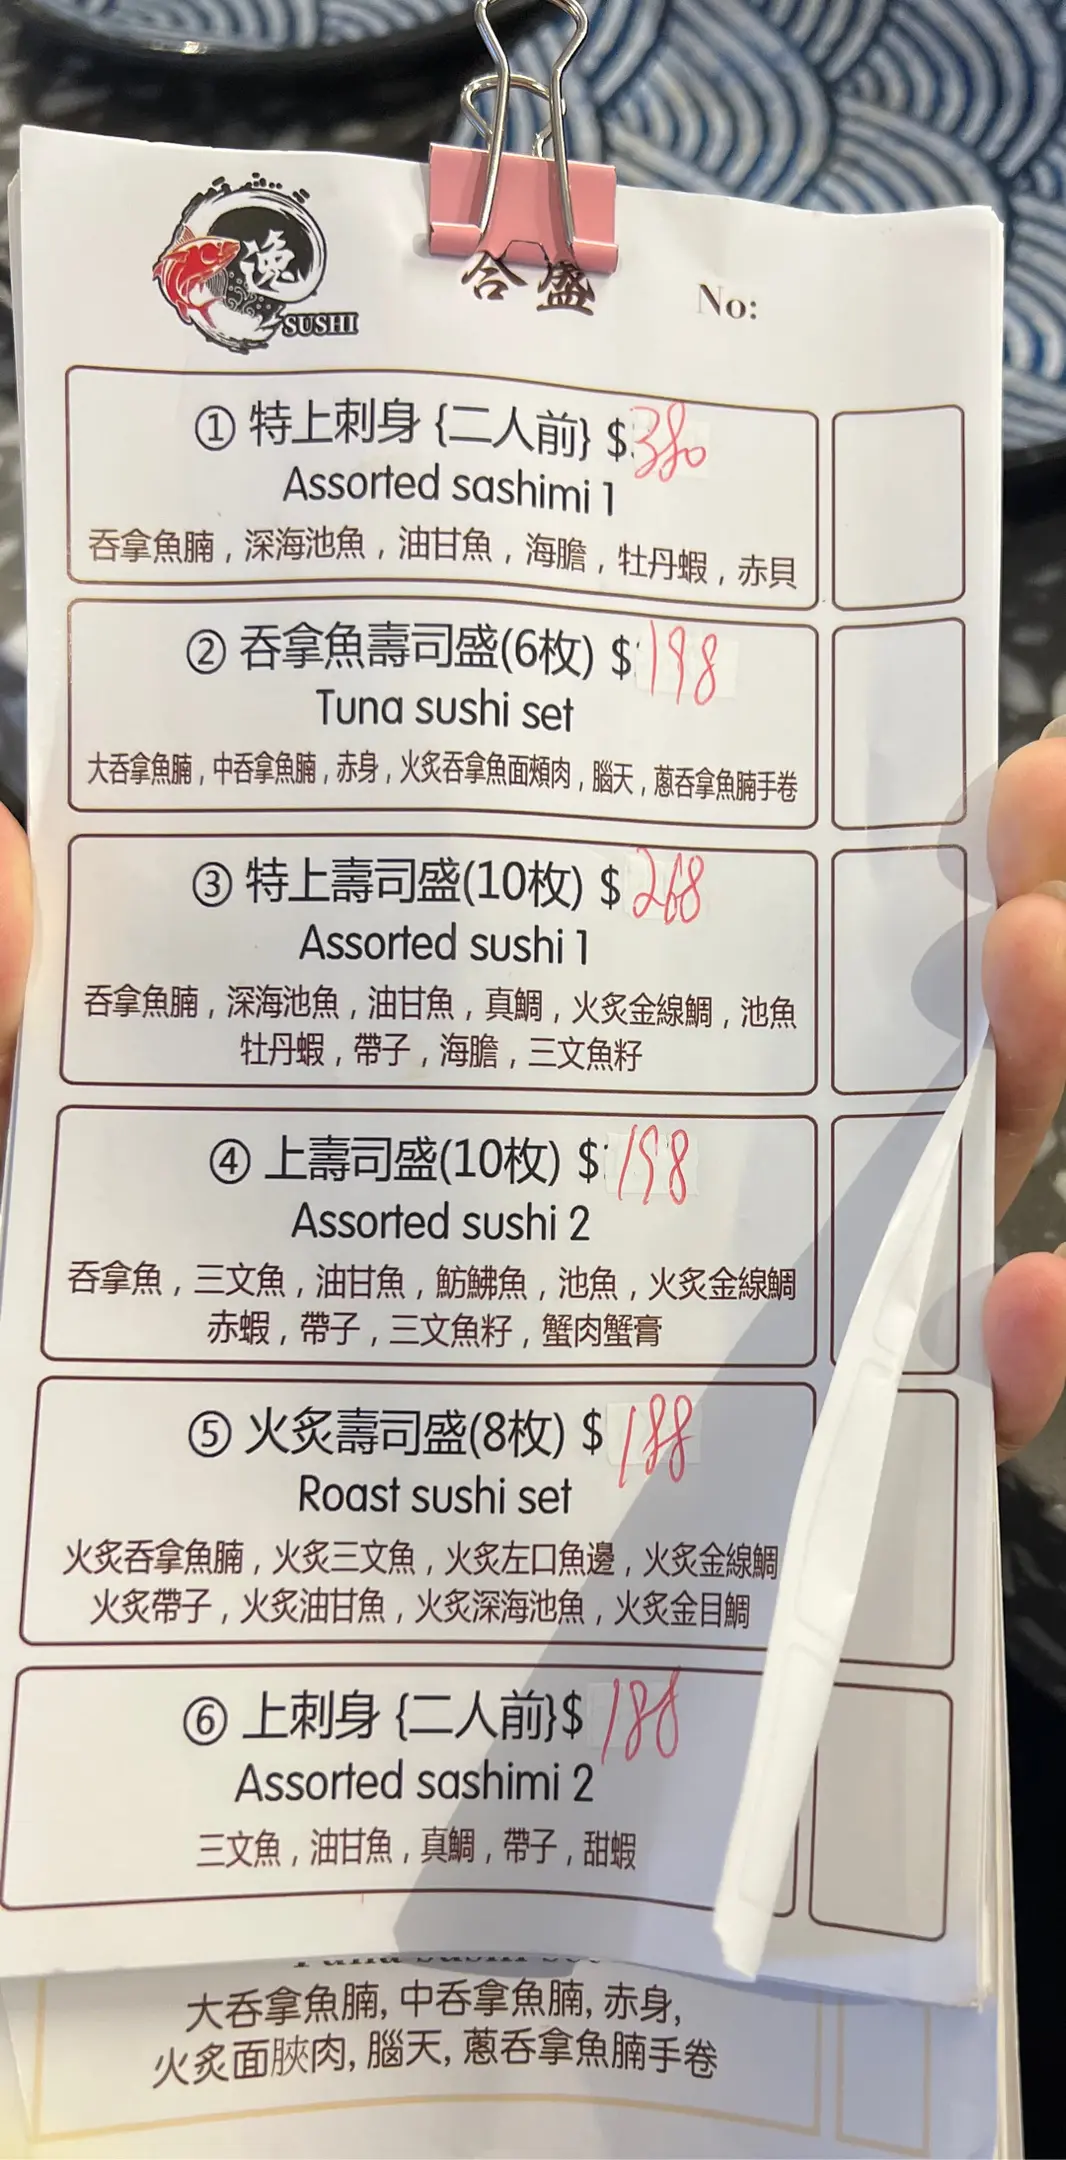 逸
SUSHI
合盛
No:
① 特上刺身 {二人前} $380
Assorted sashimi 1
吞拿魚腩 , 深海池魚 , 油甘魚 , 海膽 , 牡丹蝦 , 赤貝
② 吞拿魚壽司盛(6枚) $198
Tuna sushi set
大吞拿魚腩 , 中吞拿魚腩 , 赤身 , 火炙吞拿魚面頰肉 , 腦天 , 蔥吞拿魚腩手卷
③ 特上壽司盛(10枚) $268
Assorted sushi 1
吞拿魚腩 , 深海池魚 , 油甘魚 , 真鯛 , 火炙金線鯛 , 池魚
牡丹蝦 , 帶子 , 海膽 , 三文魚籽
④ 上壽司盛(10枚) $198
Assorted sushi 2
吞拿魚 , 三文魚 , 油甘魚 , 魴鮄魚 , 池魚 , 火炙金線鯛
赤蝦 , 帶子 , 三文魚籽 , 蟹肉蟹膏
⑤ 火炙壽司盛(8枚) $188
Roast sushi set
火炙吞拿魚腩 , 火炙三文魚 , 火炙左口魚邊 , 火炙金線鯛
火炙帶子 , 火炙油甘魚 , 火炙深海池魚 , 火炙金目鯛
⑥ 上刺身 {二人前}$188
Assorted sashimi 2
三文魚 , 油甘魚 , 真鯛 , 帶子 , 甜蝦
大吞拿魚腩, 中吞拿魚腩, 赤身,
火炙面脥肉, 腦天, 蔥吞拿魚腩手卷